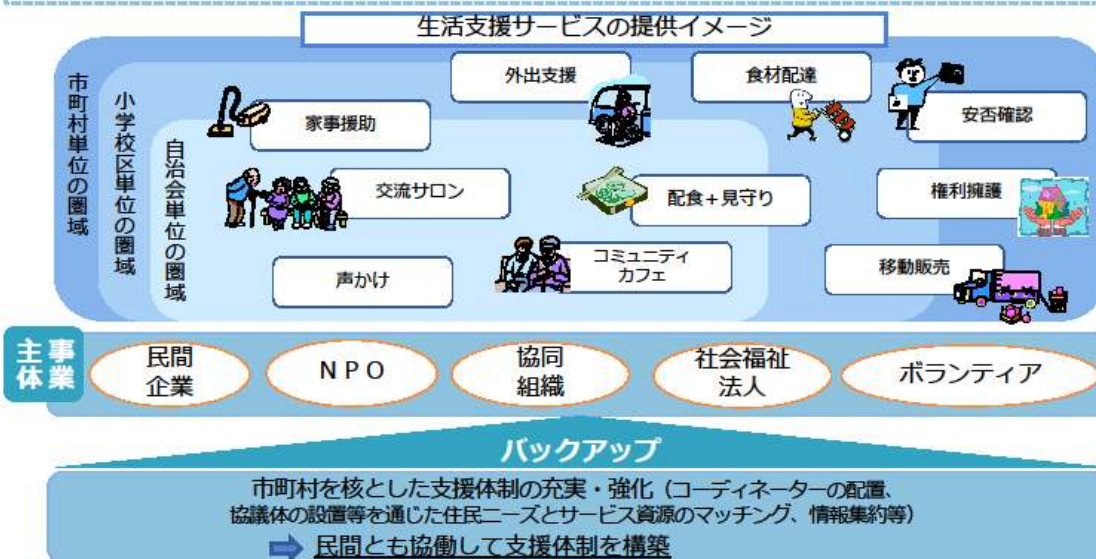 生活支援サービスの提供イメージ
市町村単位の圏域
小学校区単位の圏域
自治会単位の圏域
外出支援
食材配達
家事援助
安否確認
交流サロン
配食+見守り
権利擁護
声かけ
コミュニティ
カフェ
移動販売
事業
主体
民間
企業
NPO
協同
組織
社会福祉
法人
ボランティア
バックアップ
市町村を核とした支援体制の充実・強化(コーディネーターの配置、
協議体の設置等を通じた住民ニーズとサービス資源のマッチング、情報集約等)
民間とも協働して支援体制を構築